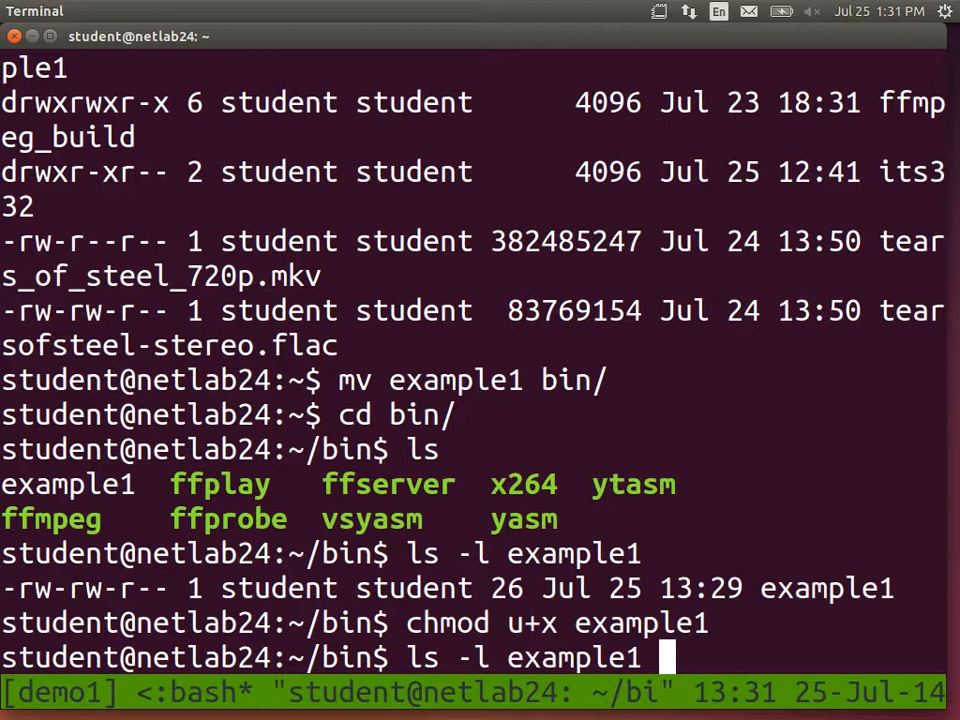 Terminal
En
Jul 25 1:31 PM
student@netlab24: ~
ple1
drwxrwxr-x 6 student student      4096 Jul 23 18:31 ffmp
eg_build
drwxr-xr-- 2 student student      4096 Jul 25 12:41 its3
32
-rw-r--r-- 1 student student 382485247 Jul 24 13:50 tear
s_of_steel_720p.mkv
-rw-rw-r-- 1 student student  83769154 Jul 24 13:50 tear
sofsteel-stereo.flac
student@netlab24:~$ mv example1 bin/
student@netlab24:~$ cd bin/
student@netlab24:~/bin$ ls
example1  ffplay   ffserver  x264  ytasm
ffmpeg    ffprobe  vsyasm    yasm
student@netlab24:~/bin$ ls -l example1
-rw-rw-r-- 1 student student 26 Jul 25 13:29 example1
student@netlab24:~/bin$ chmod u+x example1
student@netlab24:~/bin$ ls -l example1
[demo1] <:bash* "student@netlab24: ~/bi" 13:31 25-Jul-14